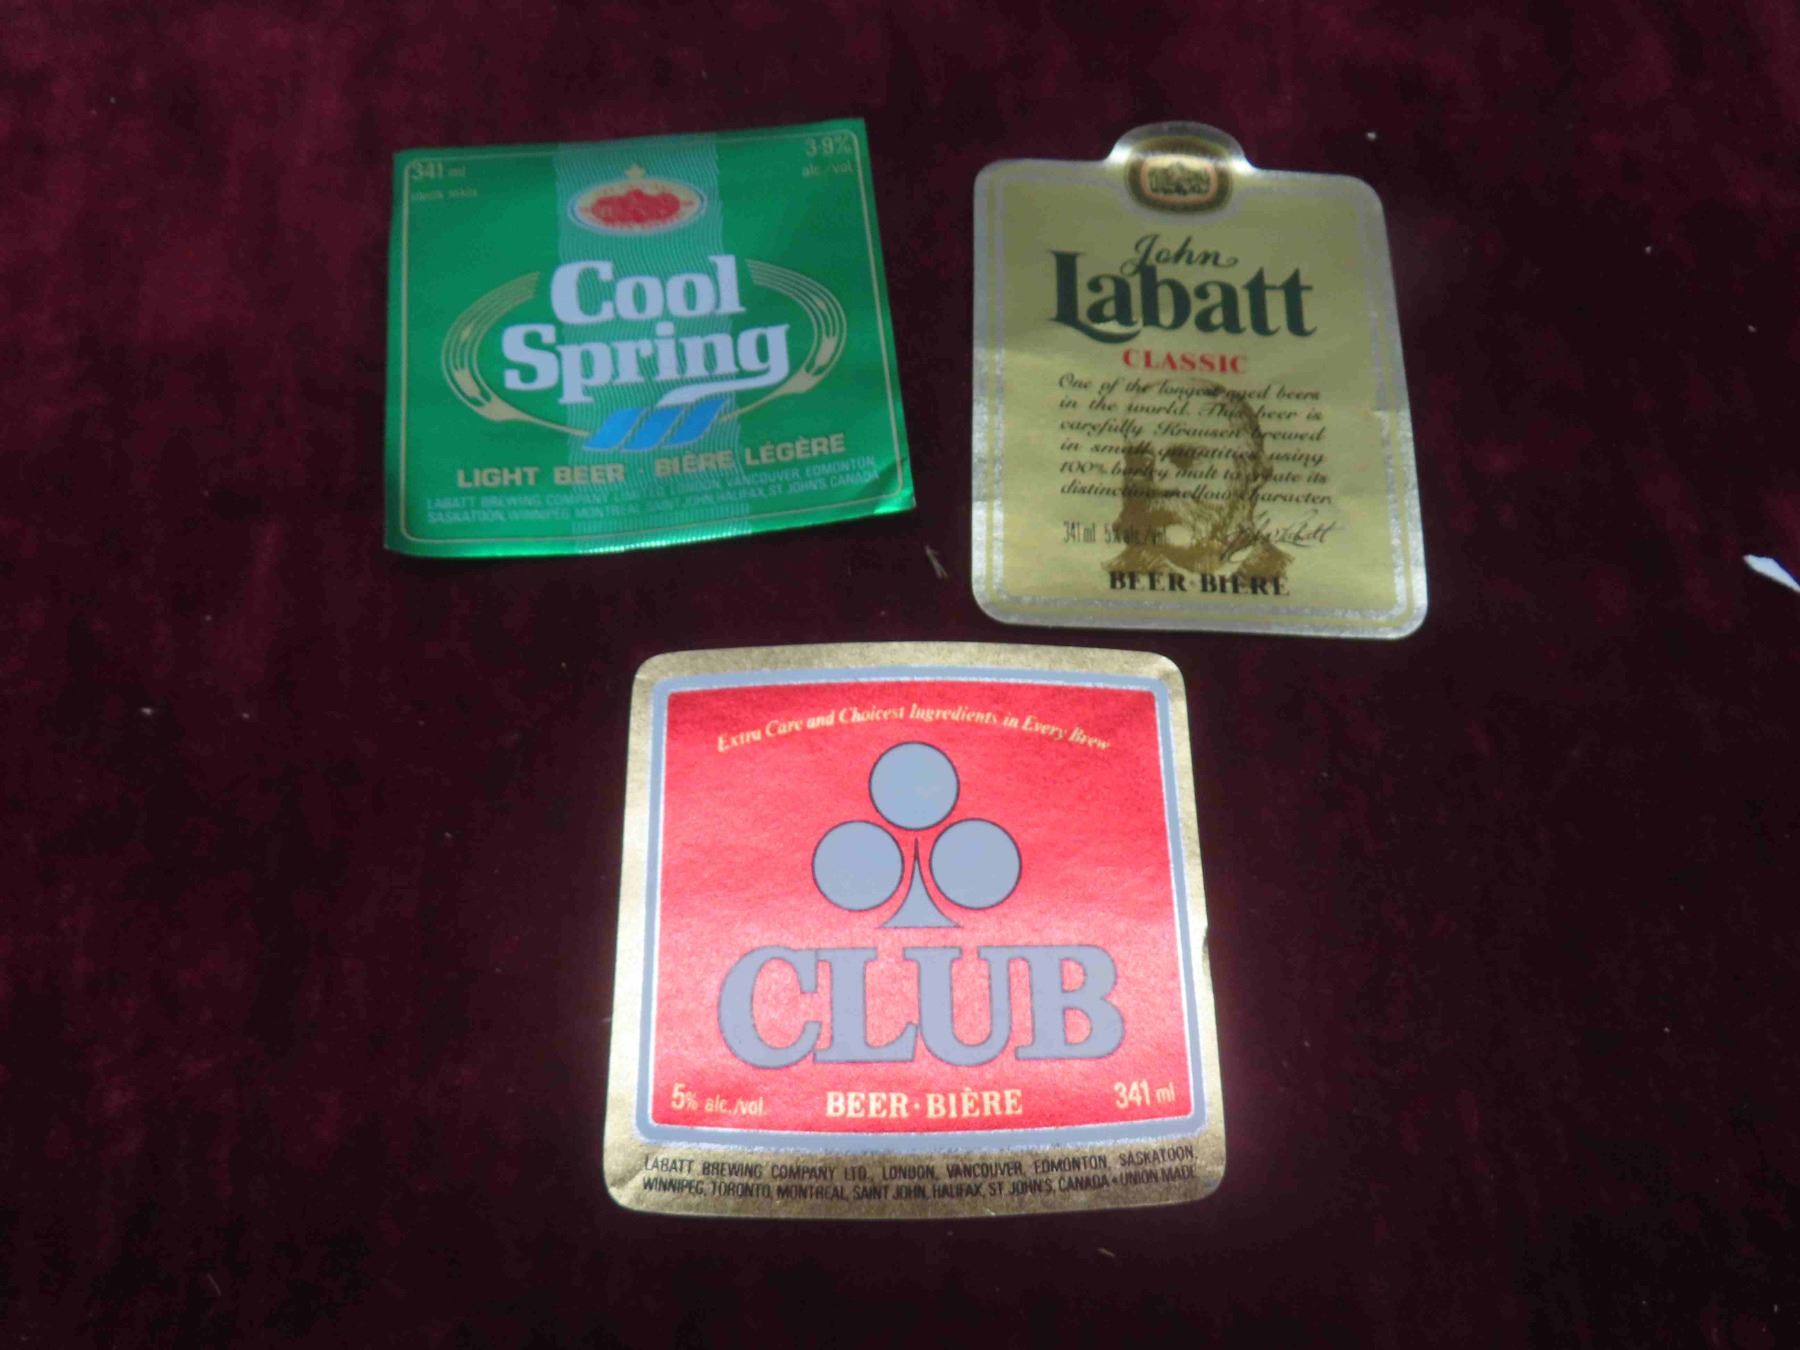 341 ml
3·9%
alc./vol
Cool
Spring
LIGHT BEER · BIÈRE LÉGÈRE
LABATT BREWING COMPANY LIMITED LONDON, VANCOUVER EDMONTON,
SASKATOON, WINNIPEG MONTREAL SAINT JOHN, HALIFAX, ST JOHN'S CANADA
John
Labatt
CLASSIC
One of the longest aged beers
in the world. This beer is
carefully Krausen brewed
in small quantities using
100% barley malt to create its
distinctive mellow character.
341 ml 5% alc./vol.
John Labatt
BEER·BIÈRE
Extra Care and Choicest Ingredients in Every Brew
CLUB
5% alc./vol.
BEER·BIÈRE
341 ml
LABATT BREWING COMPANY LTD., LONDON, VANCOUVER, EDMONTON, SASKATOON,
WINNIPEG, TORONTO, MONTREAL, SAINT JOHN, HALIFAX, ST. JOHN'S, CANADA • UNION MADE